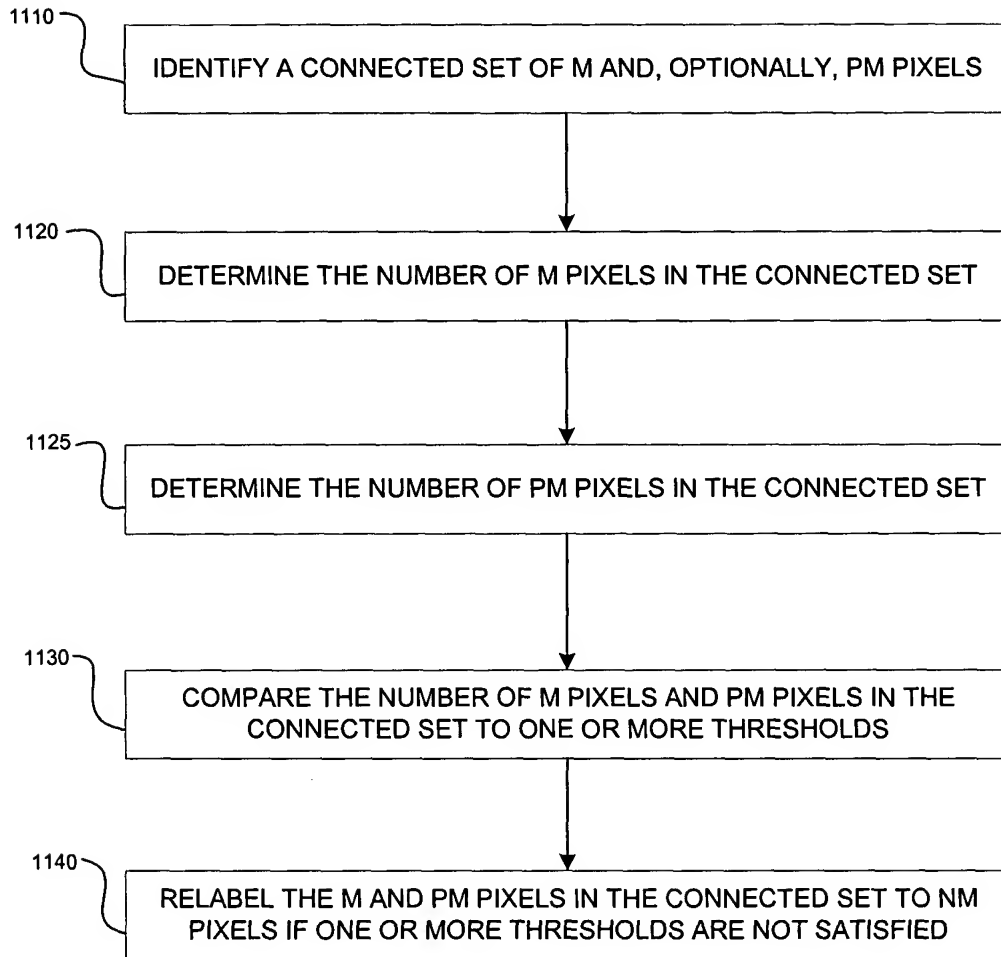 1110
IDENTIFY A CONNECTED SET OF M AND, OPTIONALLY, PM PIXELS
1120
DETERMINE THE NUMBER OF M PIXELS IN THE CONNECTED SET
1125
DETERMINE THE NUMBER OF PM PIXELS IN THE CONNECTED SET
1130
COMPARE THE NUMBER OF M PIXELS AND PM PIXELS IN THE
CONNECTED SET TO ONE OR MORE THRESHOLDS
1140
RELABEL THE M AND PM PIXELS IN THE CONNECTED SET TO NM
PIXELS IF ONE OR MORE THRESHOLDS ARE NOT SATISFIED